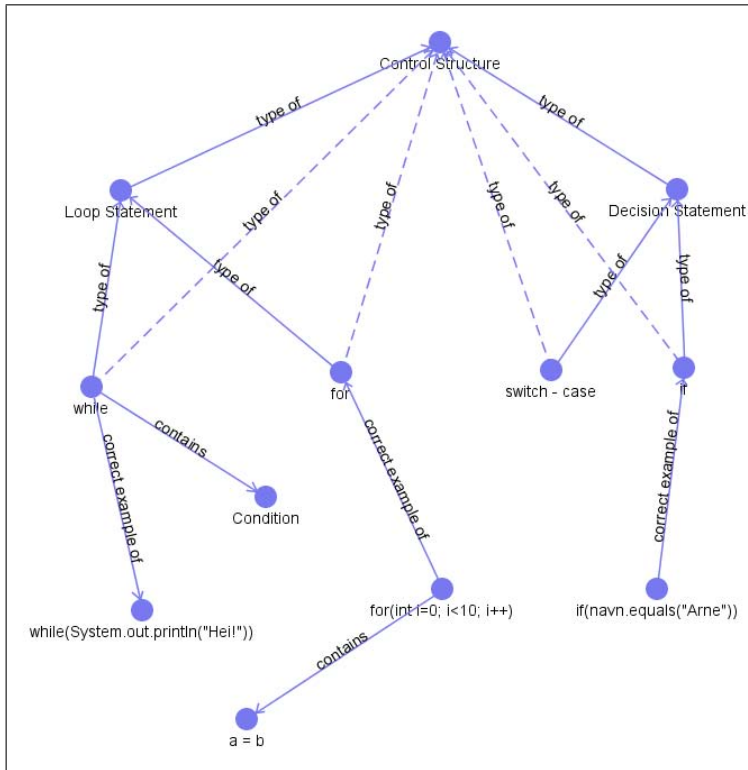 Control Structure
type of
type of
type of
type of
type of
type of
Loop Statement
Decision Statement
type of
type of
type of
type of
while
for
switch - case
if
contains
correct example of
correct example of
correct example of
Condition
while(System.out.println("Hei!"))
for(int i=0; i<10; i++)
if(navn.equals("Arne"))
contains
a = b